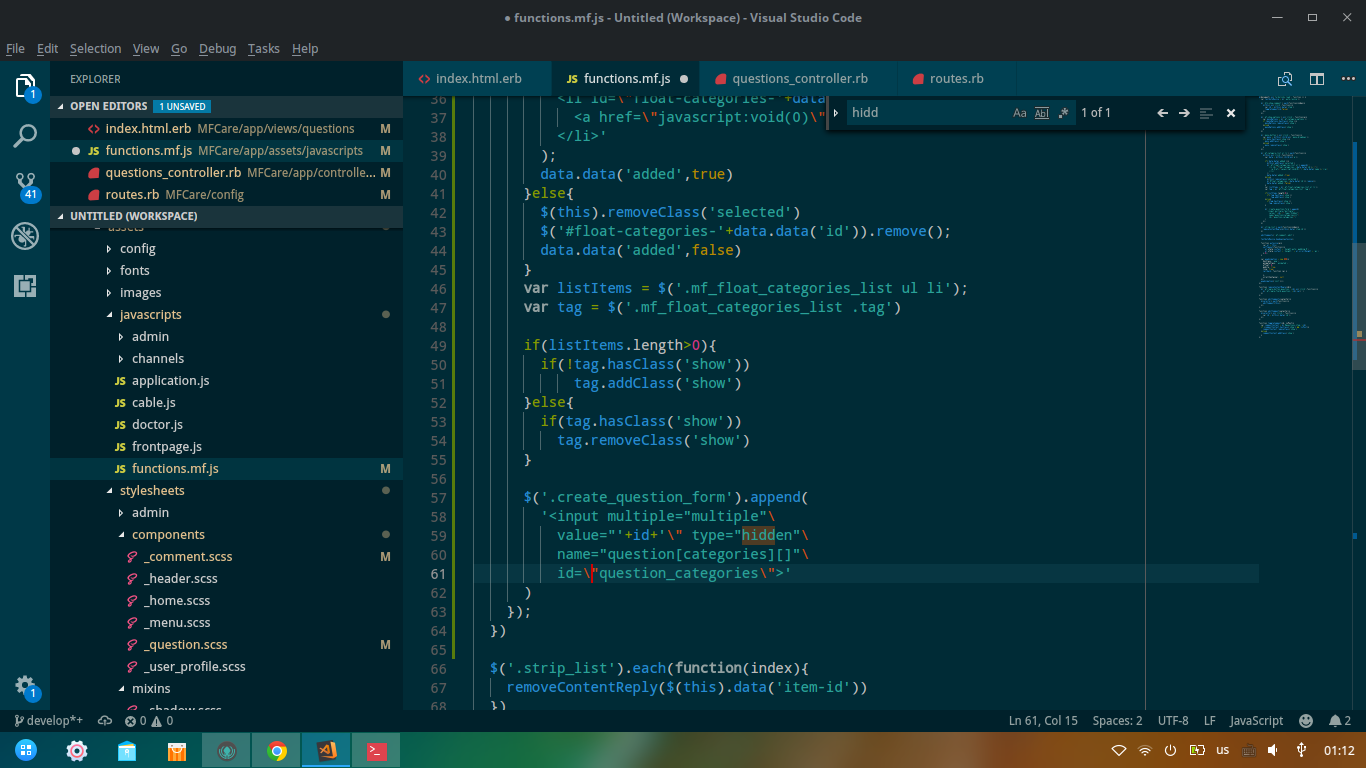 ● functions.mf.js - Untitled (Workspace) - Visual Studio Code
File Edit Selection View Go Debug Tasks Help
EXPLORER
OPEN EDITORS 1 UNSAVED
index.html.erb MFCare/app/views/questions M
JS functions.mf.js MFCare/app/assets/javascripts M
questions_controller.rb MFCare/app/controlle... M
routes.rb MFCare/config M
UNTITLED (WORKSPACE)
assets
config
fonts
images
javascripts
admin
channels
JS application.js
JS cable.js
JS doctor.js
JS frontpage.js
JS functions.mf.js M
stylesheets
admin
components
_comment.scss M
_header.scss
_home.scss
_menu.scss
_question.scss M
_user_profile.scss
mixins
_shadow.scss
1
41
1
index.html.erb JS functions.mf.js questions_controller.rb routes.rb
hidd Aa Abl .* 1 of 1
36 <li id=\"float-categories-'+data
37 <a href=\"javascript:void(0)\"
38 </li>'
39 );
40 data.data('added',true)
41 }else{
42 $(this).removeClass('selected')
43 $('#float-categories-'+data.data('id')).remove();
44 data.data('added',false)
45 }
46 var listItems = $('.mf_float_categories_list ul li');
47 var tag = $('.mf_float_categories_list .tag')
48
49 if(listItems.length>0){
50 if(!tag.hasClass('show'))
51 tag.addClass('show')
52 }else{
53 if(tag.hasClass('show'))
54 tag.removeClass('show')
55 }
56
57 $('.create_question_form').append(
58 '<input multiple="multiple"\
59 value="'+id+'\" type="hidden"\
60 name="question[categories][]"\
61 id=\"question_categories\">'
62 )
63 });
64 })
65
66 $('.strip_list').each(function(index){
67 removeContentReply($(this).data('item-id'))
68 })
develop*+ 0 0 Ln 61, Col 15 Spaces: 2 UTF-8 LF JavaScript 2
us 01:12